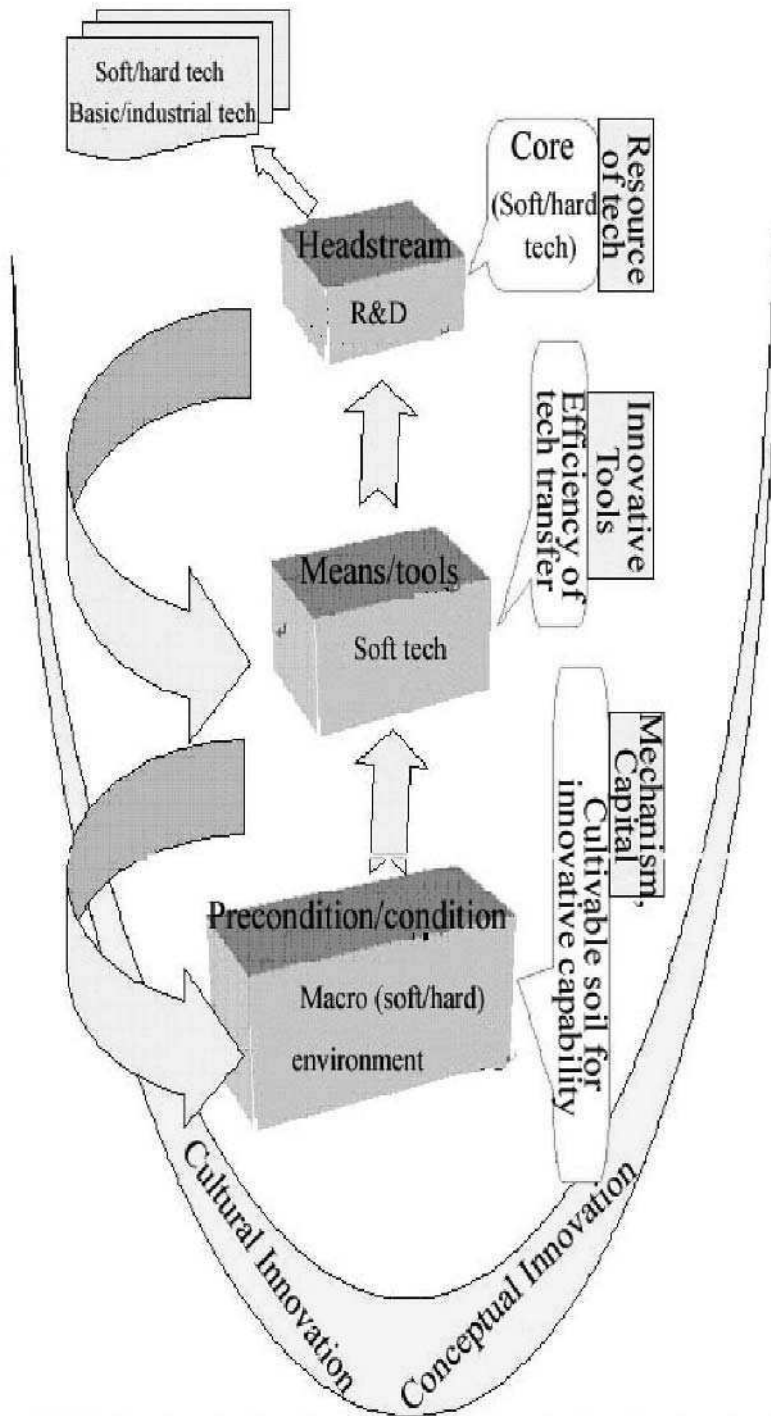 Soft/hard tech
Basic/industrial tech
Core
(Soft/hard
tech)
Resource
of tech
Headstream
R&D
Innovative
Tools
Efficiency of
tech transfer
Means/tools
Soft tech
Mechanism,
Capital
Cultivable soil for
innovative capability
Precondition/condition
Macro (soft/hard)
environment
Cultural Innovation
Conceptual Innovation